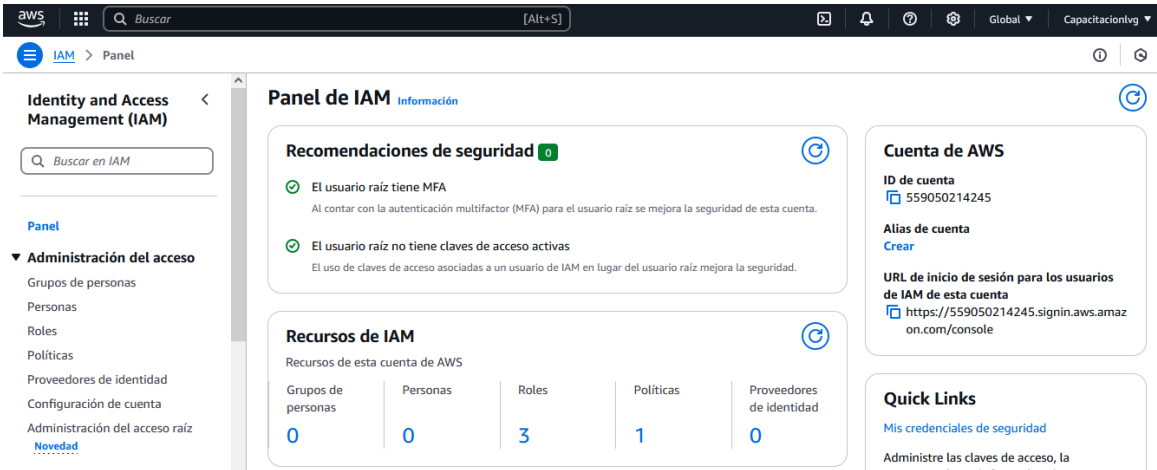 aws
Buscar [Alt+S]
Global
Capacitacionlvg
IAM > Panel
Identity and Access
Management (IAM)
Buscar en IAM
Panel
Administración del acceso
Grupos de personas
Personas
Roles
Políticas
Proveedores de identidad
Configuración de cuenta
Administración del acceso raíz
Novedad
Panel de IAM Información
Recomendaciones de seguridad 0
El usuario raíz tiene MFA
Al contar con la autenticación multifactor (MFA) para el usuario raíz se mejora la seguridad de esta cuenta.
El usuario raíz no tiene claves de acceso activas
El uso de claves de acceso asociadas a un usuario de IAM en lugar del usuario raíz mejora la seguridad.
Recursos de IAM
Recursos de esta cuenta de AWS
Grupos de
personas
0
Personas
0
Roles
3
Políticas
1
Proveedores
de identidad
0
Cuenta de AWS
ID de cuenta
559050214245
Alias de cuenta
Crear
URL de inicio de sesión para los usuarios
de IAM de esta cuenta
https://559050214245.signin.aws.amaz
on.com/console
Quick Links
Mis credenciales de seguridad
Administre las claves de acceso, la